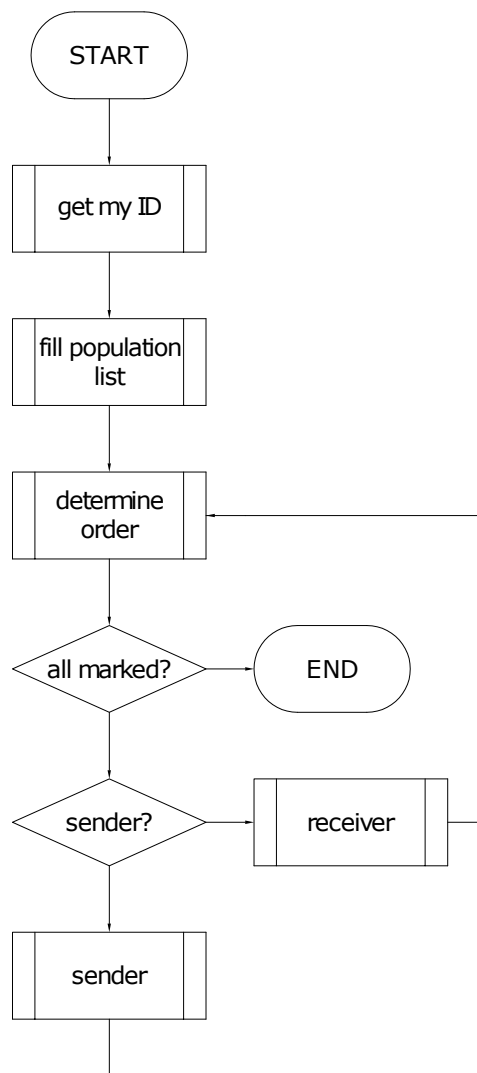 START
get my ID
fill population
list
determine
order
all marked?
END
sender?
receiver
sender